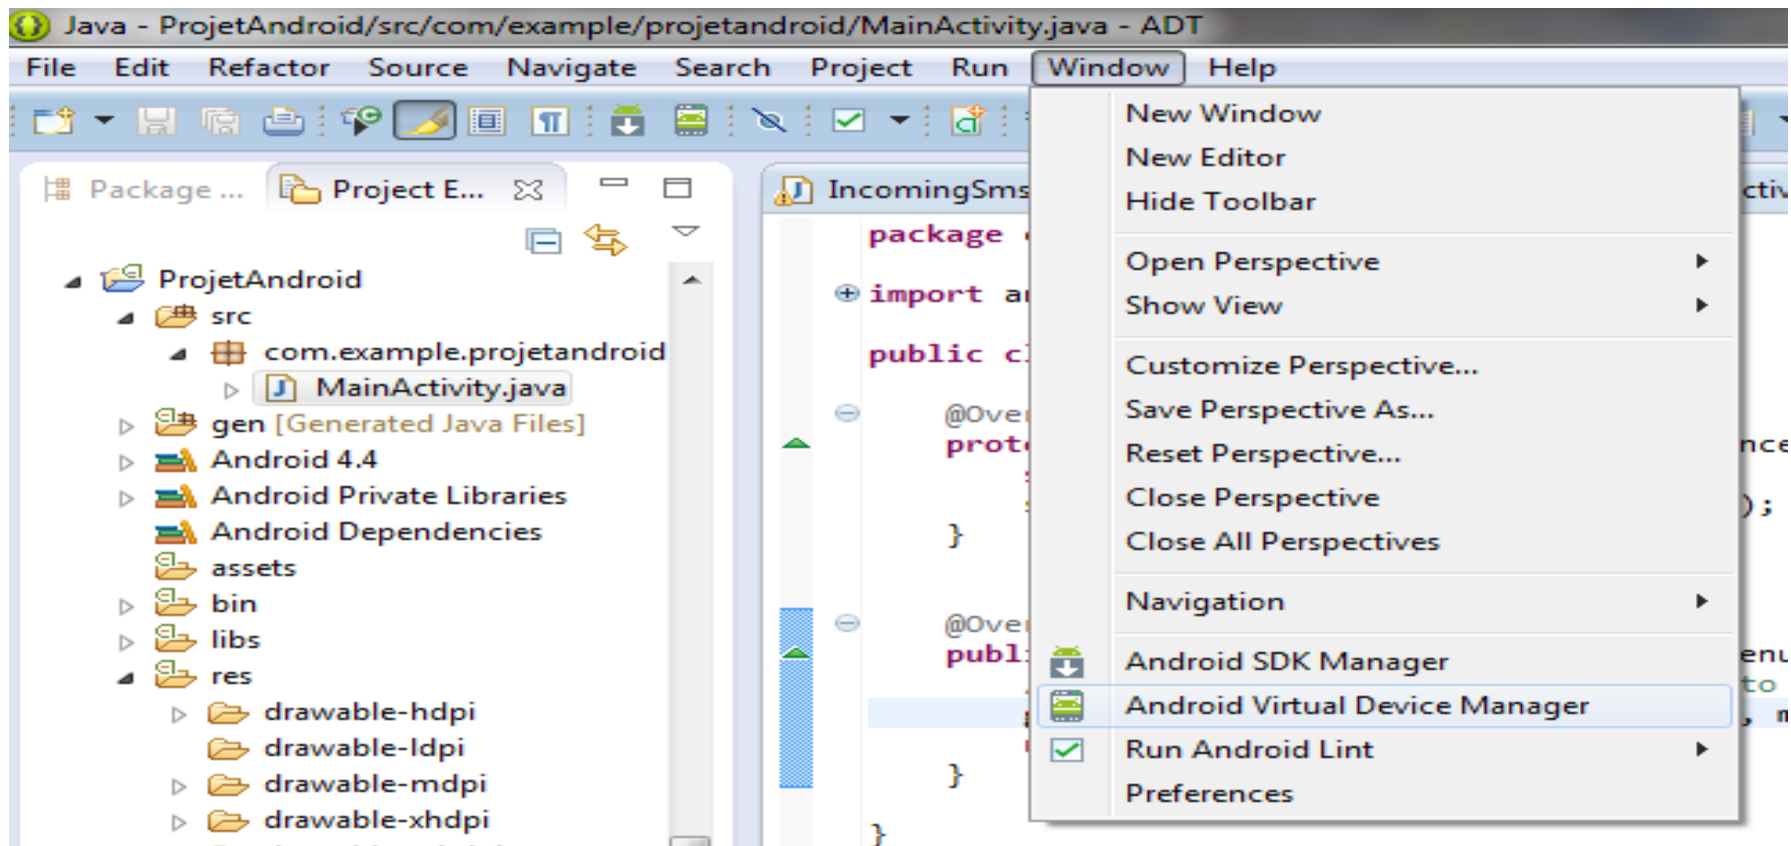 Java - ProjetAndroid/src/com/example/projetandroid/MainActivity.java - ADT
File Edit Refactor Source Navigate Search Project Run Window Help
Package ... Project E...
ProjetAndroid
src
com.example.projetandroid
MainActivity.java
gen [Generated Java Files]
Android 4.4
Android Private Libraries
Android Dependencies
assets
bin
libs
res
drawable-hdpi
drawable-ldpi
drawable-mdpi
drawable-xhdpi
IncomingSms
package
import
public
@Over
prote
);
}
@Over
publ
to
}
}
New Window
New Editor
Hide Toolbar
Open Perspective
Show View
Customize Perspective...
Save Perspective As...
Reset Perspective...
Close Perspective
Close All Perspectives
Navigation
Android SDK Manager
Android Virtual Device Manager
Run Android Lint
Preferences